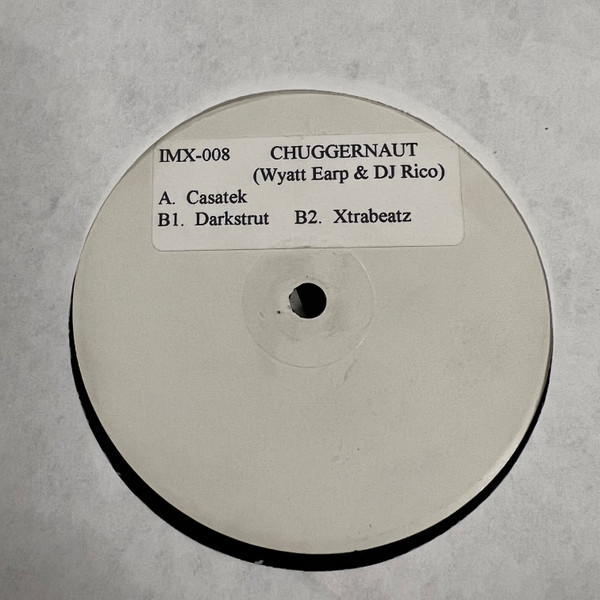 IMX-008 CHUGGERNAUT
(Wyatt Earp & DJ Rico)
A. Casatek
B1. Darkstrut B2. Xtrabeatz